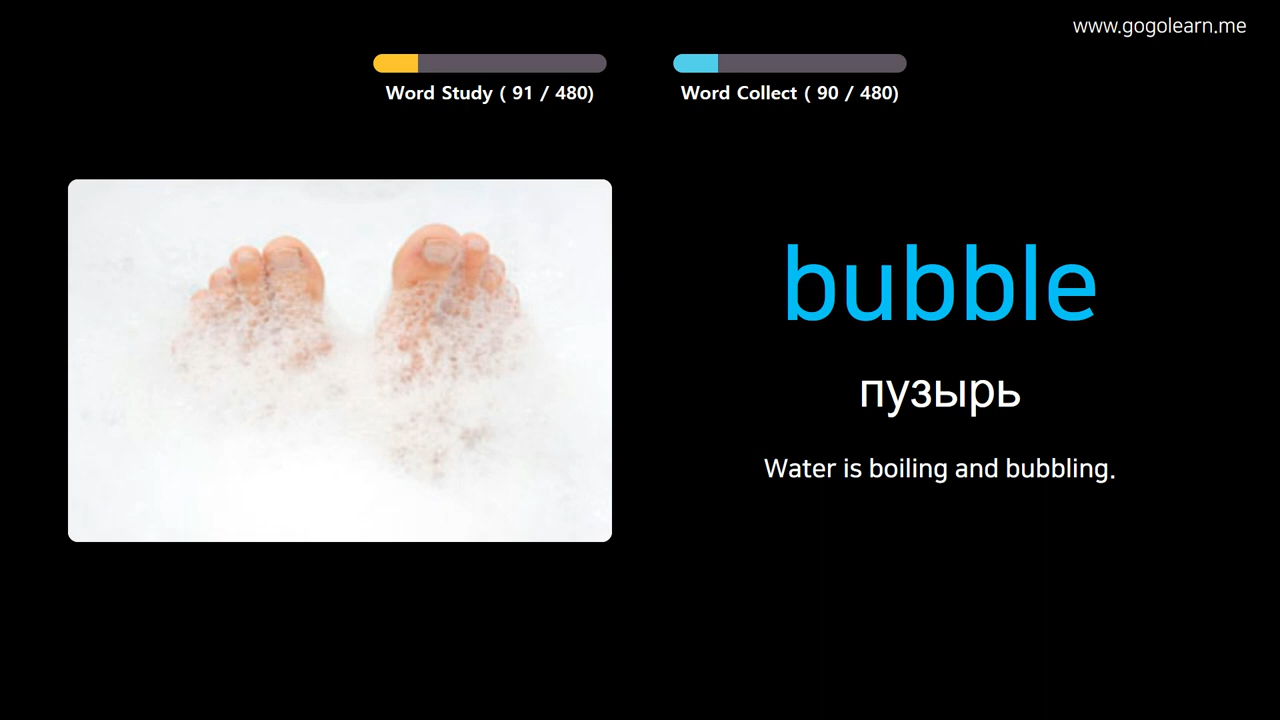 www.gogolearn.me
Word Study ( 91 / 480)
Word Collect ( 90 / 480)
bubble
пузырь
Water is boiling and bubbling.